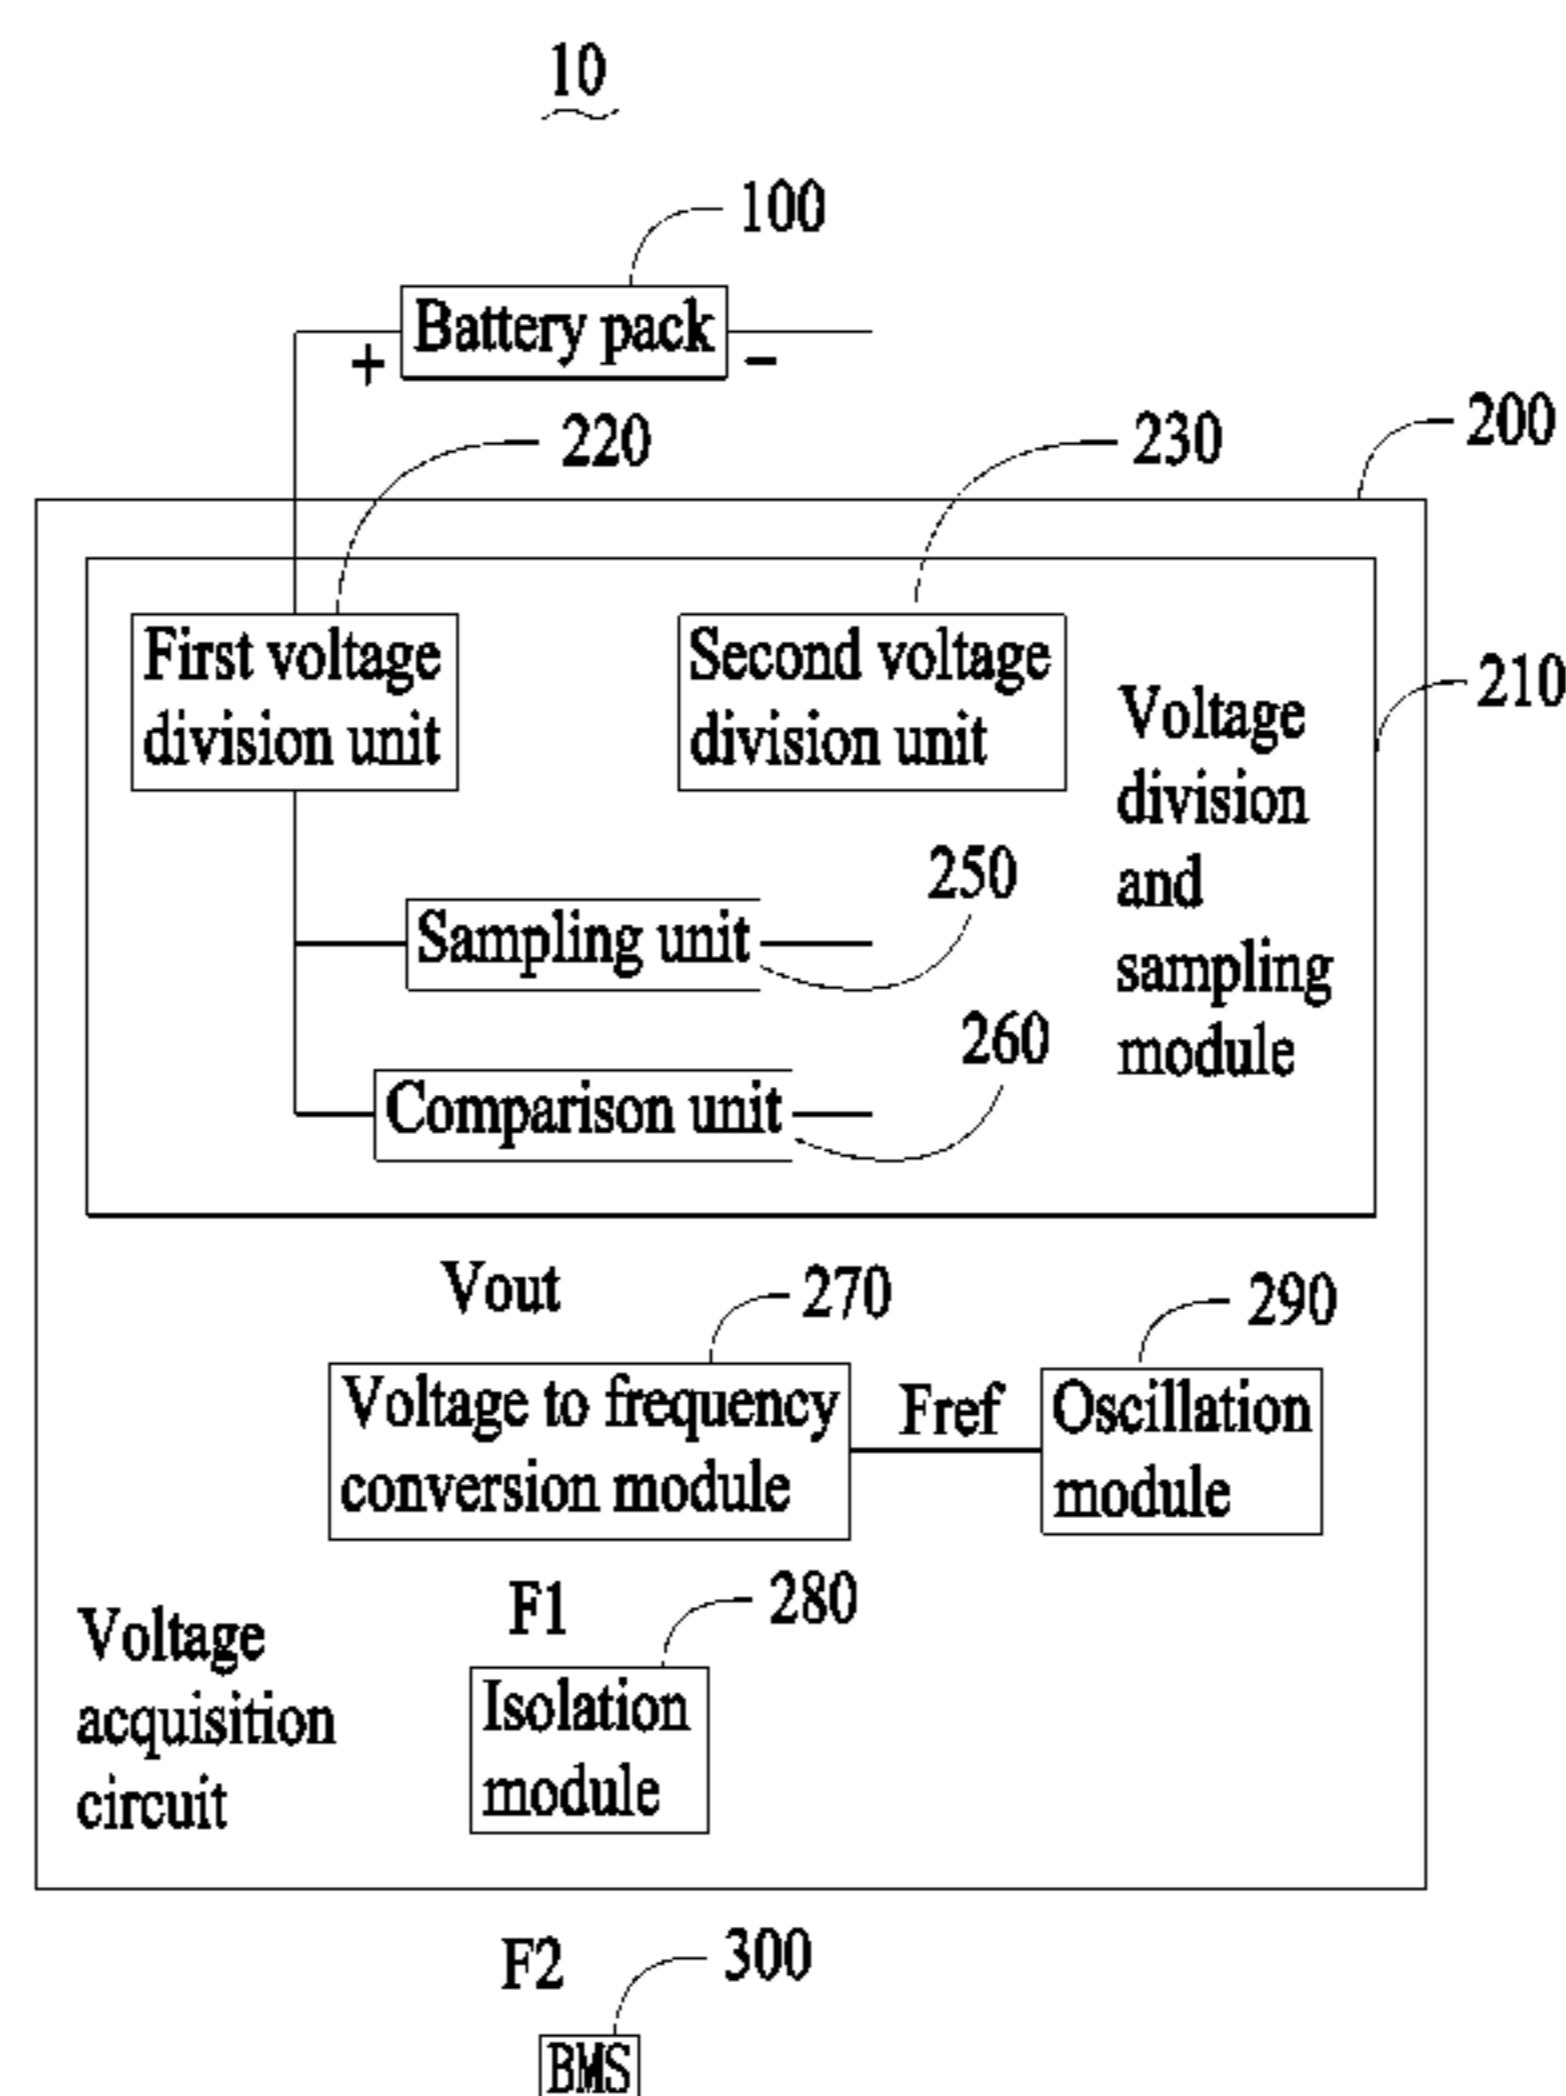 10
100
Battery pack
+
−
220
230
200
First voltage
division unit
Second voltage
division unit
210
Voltage
division
and
sampling
module
250
Sampling unit
260
Comparison unit
Vout
270
290
Voltage to frequency
conversion module
Fref
Oscillation
module
F1
280
Isolation
module
Voltage
acquisition
circuit
F2
300
BMS